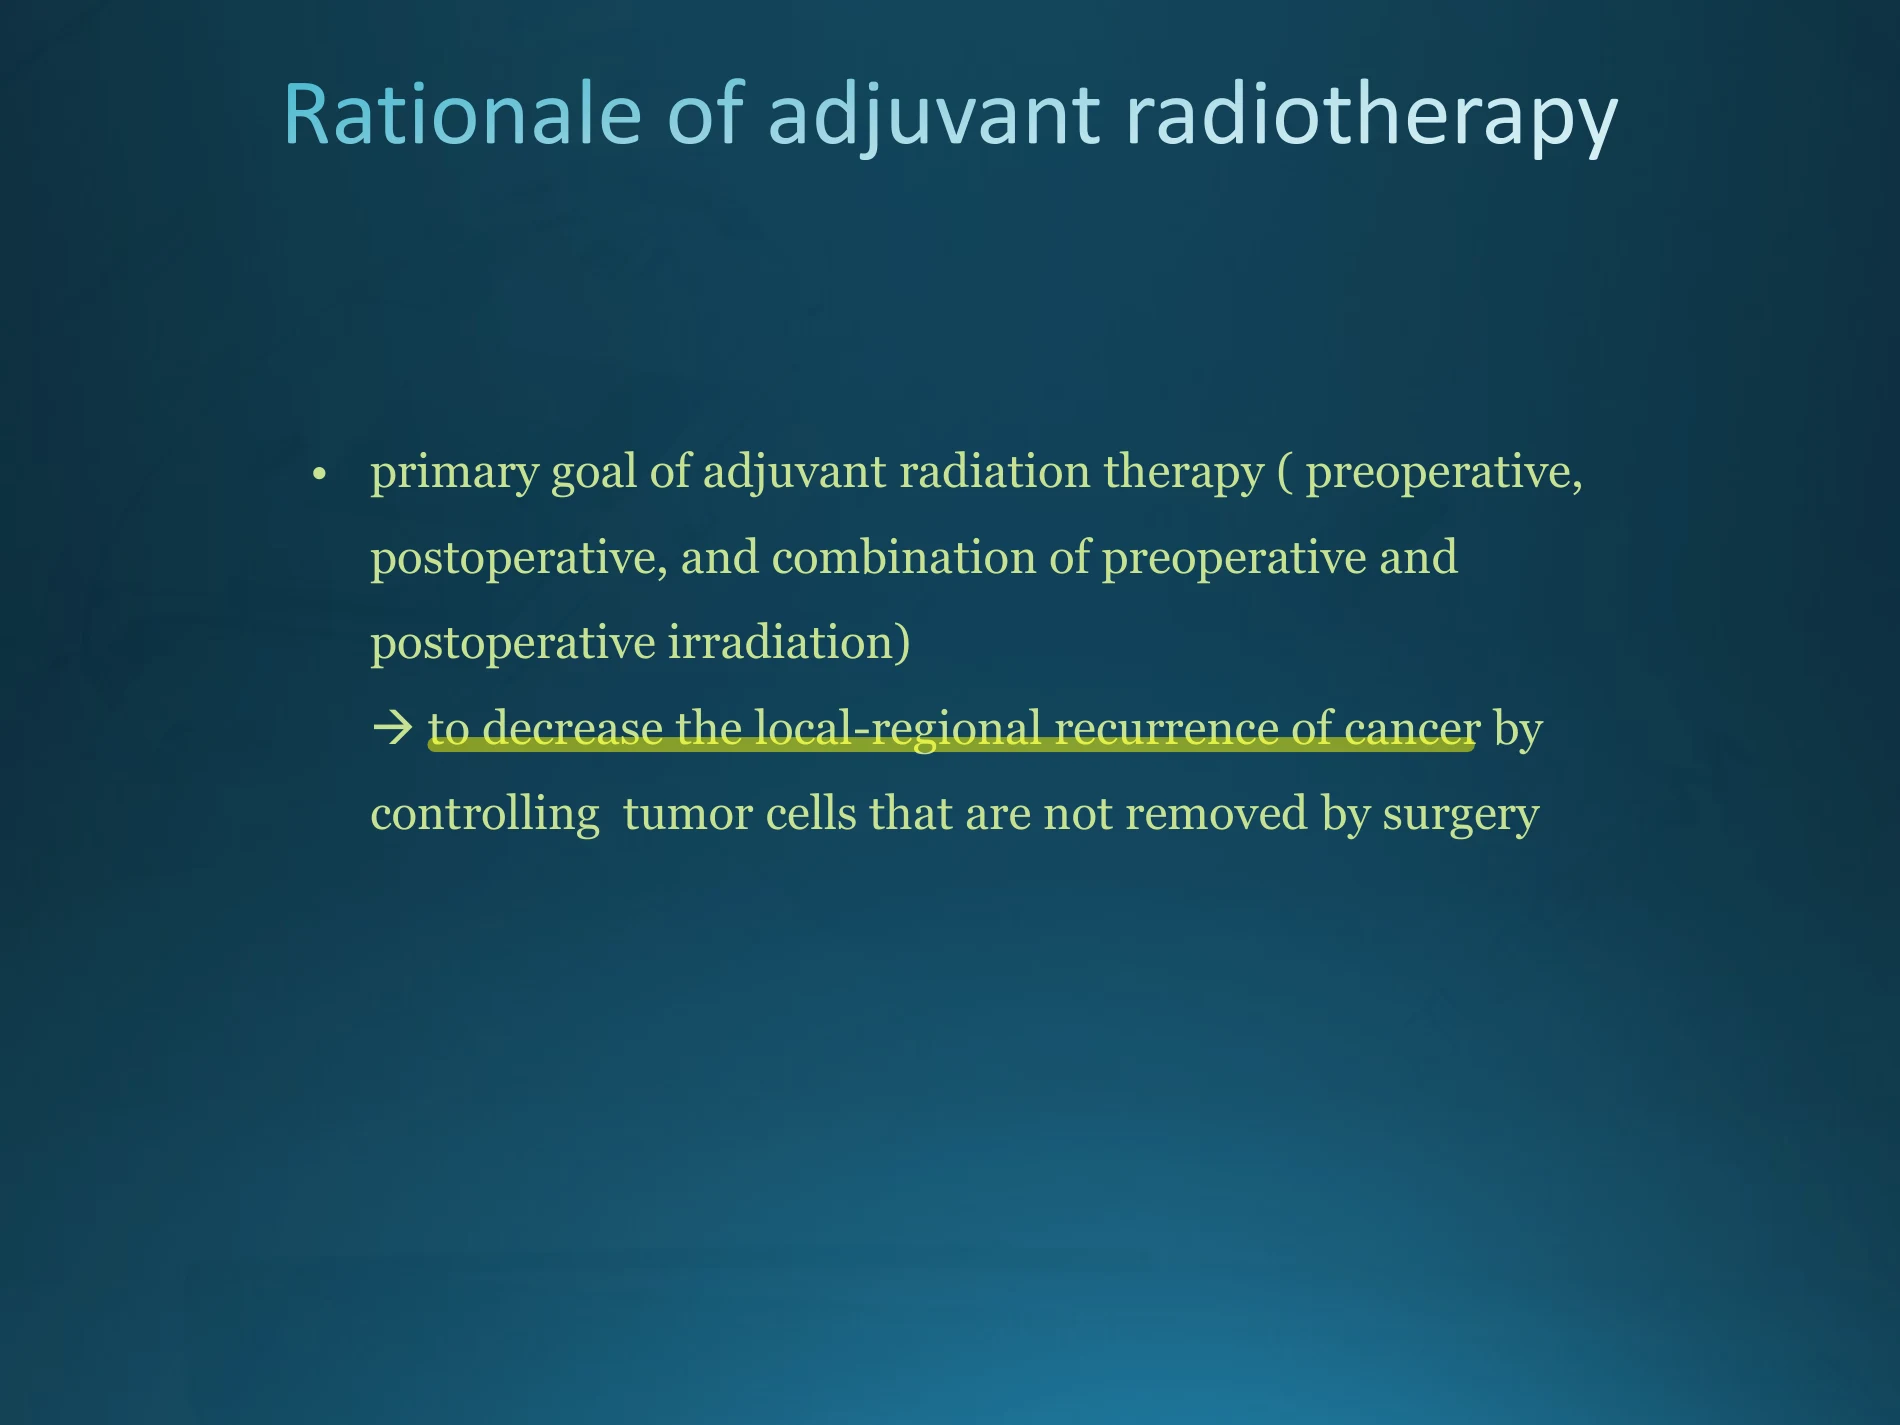 Rationale of adjuvant radiotherapy
• primary goal of adjuvant radiation therapy ( preoperative,
postoperative, and combination of preoperative and
postoperative irradiation)
→ to decrease the local-regional recurrence of cancer by
controlling  tumor cells that are not removed by surgery